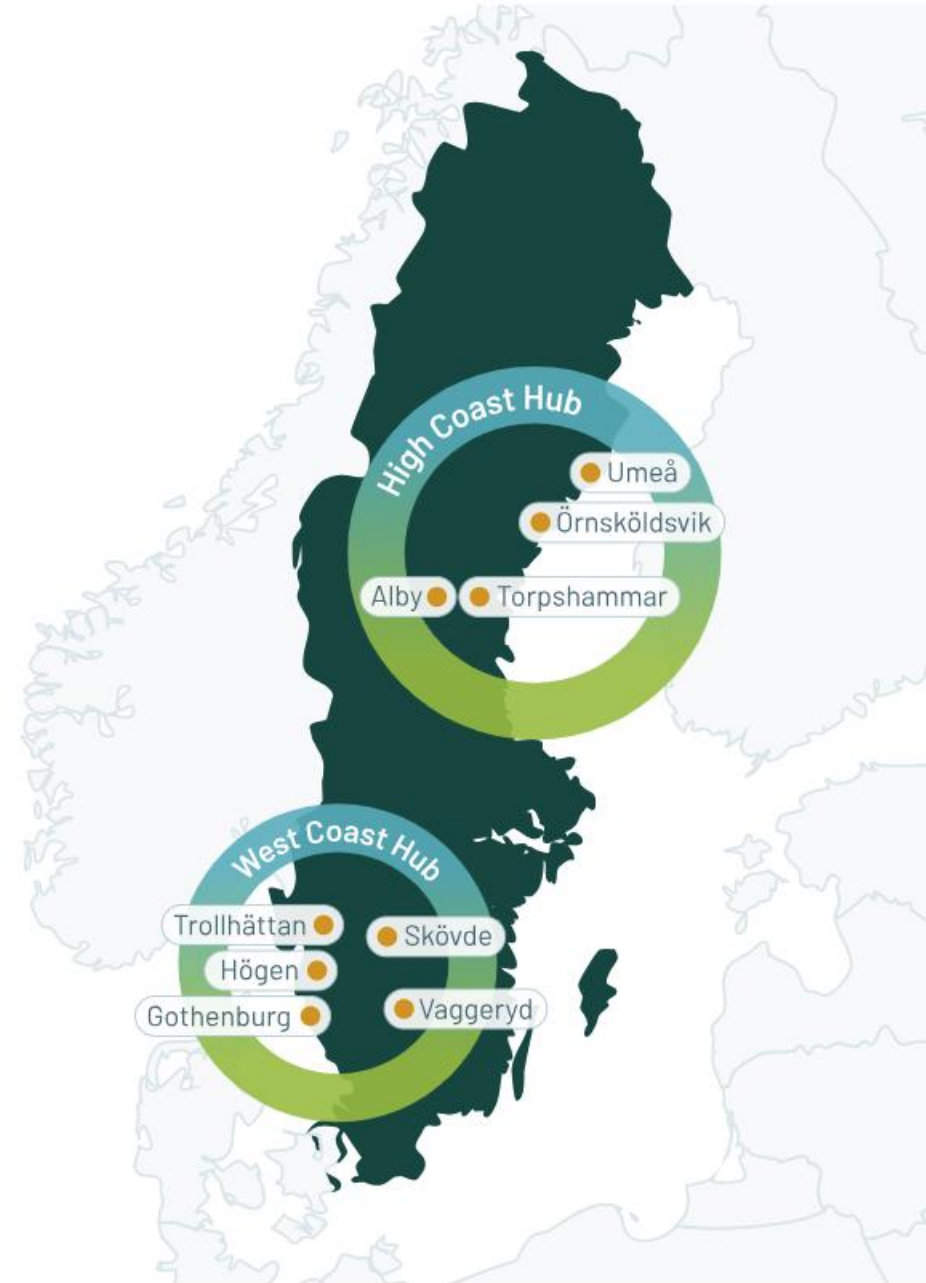 High Coast Hub
Umeå
Örnsköldsvik
Alby
Torpshammar
West Coast Hub
Trollhättan
Skövde
Högen
Vaggeryd
Gothenburg